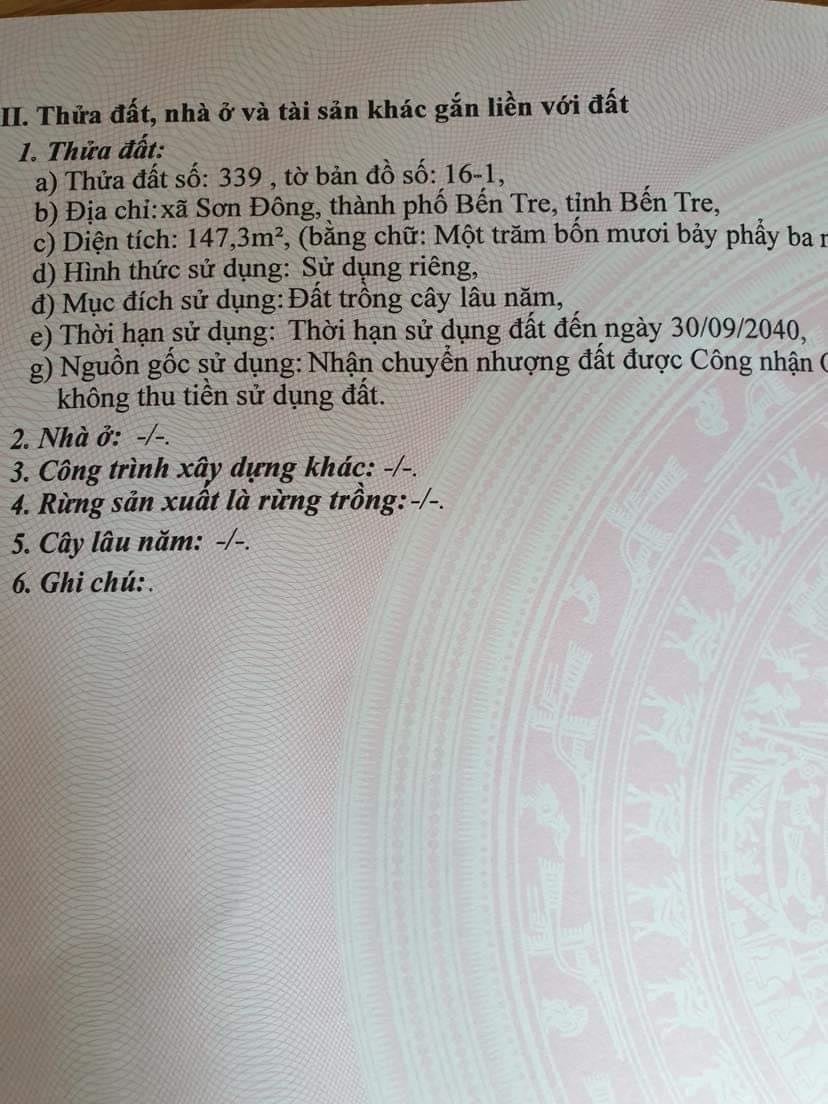 II. Thửa đất, nhà ở và tài sản khác gắn liền với đất
1. Thửa đất:
a) Thửa đất số: 339 , tờ bản đồ số: 16-1,
b) Địa chỉ:xã Sơn Đông, thành phố Bến Tre, tỉnh Bến Tre,
c) Diện tích: 147,3m², (bằng chữ: Một trăm bốn mươi bảy phẩy ba
d) Hình thức sử dụng: Sử dụng riêng,
đ) Mục đích sử dụng:Đất trồng cây lâu năm,
e) Thời hạn sử dụng: Thời hạn sử dụng đất đến ngày 30/09/2040,
g) Nguồn gốc sử dụng:Nhận chuyển nhượng đất được Công nhận
không thu tiền sử dụng đất.
2. Nhà ở: -/-.
3. Công trình xây dựng khác: -/-.
4. Rừng sản xuất là rừng trồng:-/-.
5. Cây lâu năm: -/-.
6. Ghi chú:.